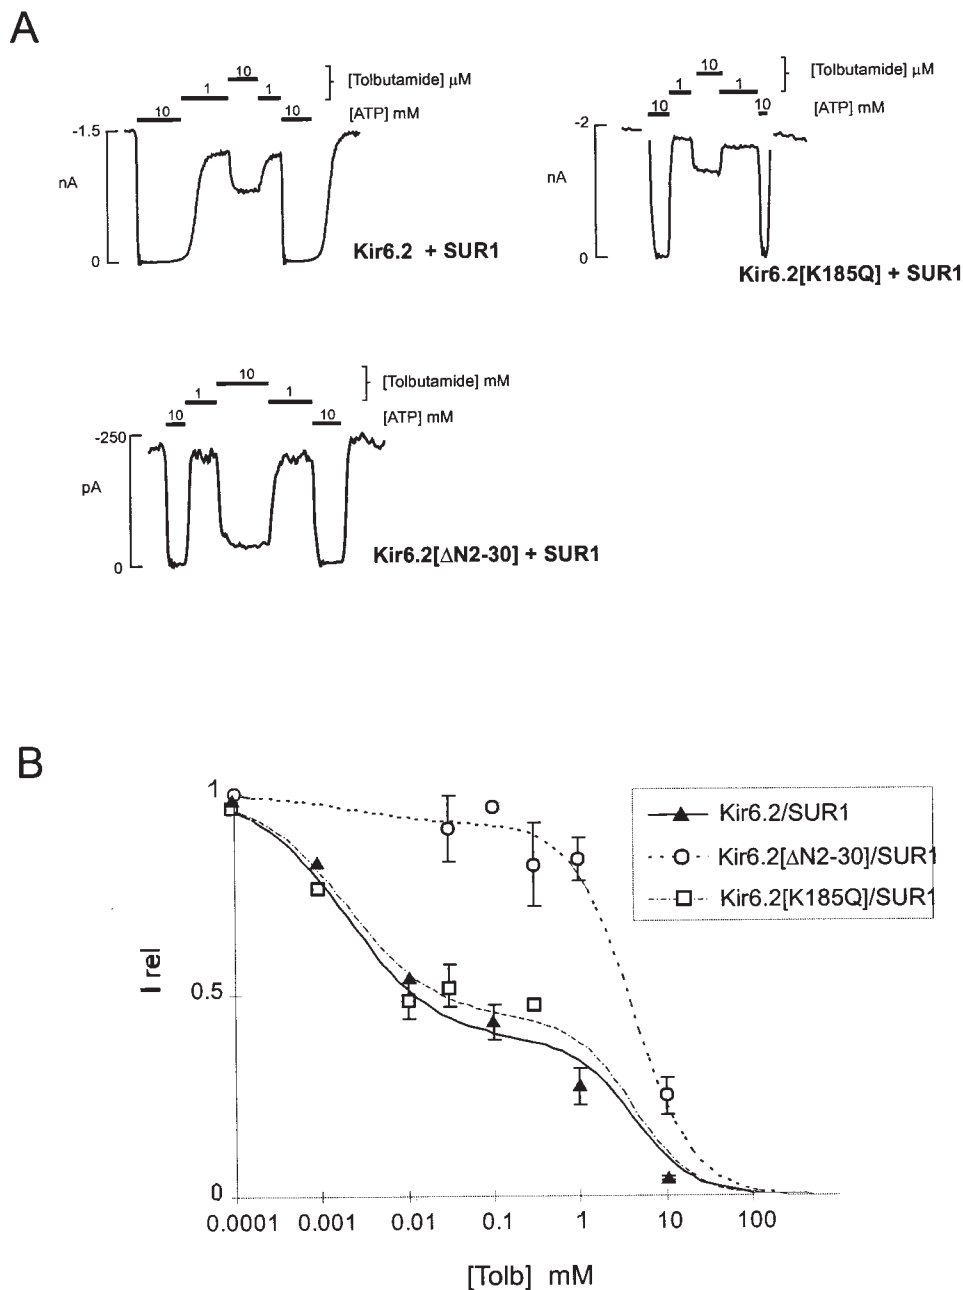 A
10
1
1
[Tolbutamide] μM
10
10
[ATP] mM
-1.5
nA
0
Kir6.2 + SUR1
10
1
1
[Tolbutamide] μM
10
10
[ATP] mM
-2
nA
0
Kir6.2[K185Q] + SUR1
10
1
1
[Tolbutamide] mM
10
10
[ATP] mM
-250
pA
0
Kir6.2[ΔN2-30] + SUR1
B
1
0.5
0
I rel
Kir6.2/SUR1
Kir6.2[ΔN2-30]/SUR1
Kir6.2[K185Q]/SUR1
0.0001 0.001 0.01 0.1 1 10 100
[Tolb] mM